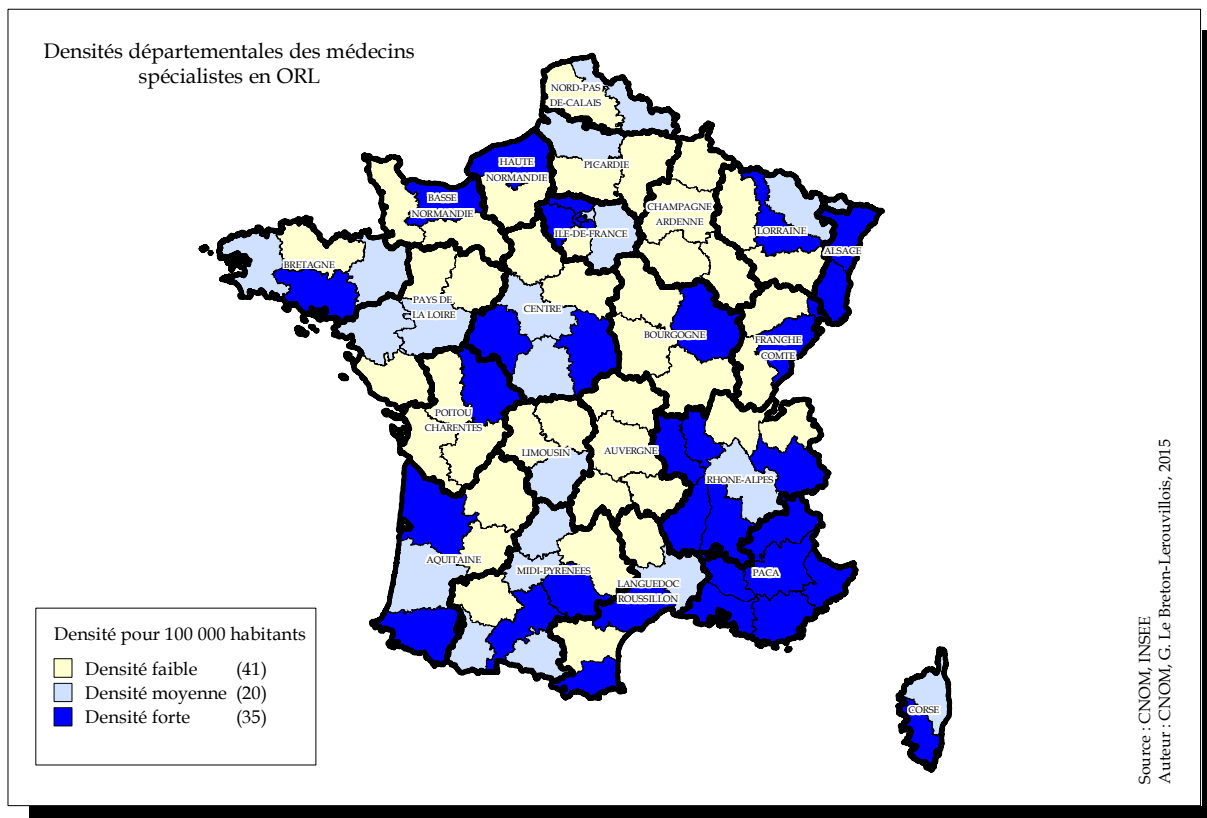 Densités départementales des médecins
spécialistes en ORL
NORD-PAS
DE-CALAIS
HAUTE
NORMANDIE
PICARDIE
BASSE
NORMANDIE
CHAMPAGNE
ARDENNE
ILE-DE-FRANCE
LORRAINE
ALSAGE
BRETAGNE
PAYS DE
LA LOIRE
CENTRE
BOURGOGNE
FRANCHE
COMTE
POITOU
CHARENTES
LIMOUSIN
AUVERGNE
RHONE-ALPES
AQUITAINE
MIDI-PYRENEES
LANGUEDOC
ROUSSILLON
PACA
CORSE
Densité pour 100 000 habitants
Densité faible (41)
Densité moyenne (20)
Densité forte (35)
Source : CNOM, INSEE
Auteur : CNOM, G. Le Breton-Lerouvillois, 2015